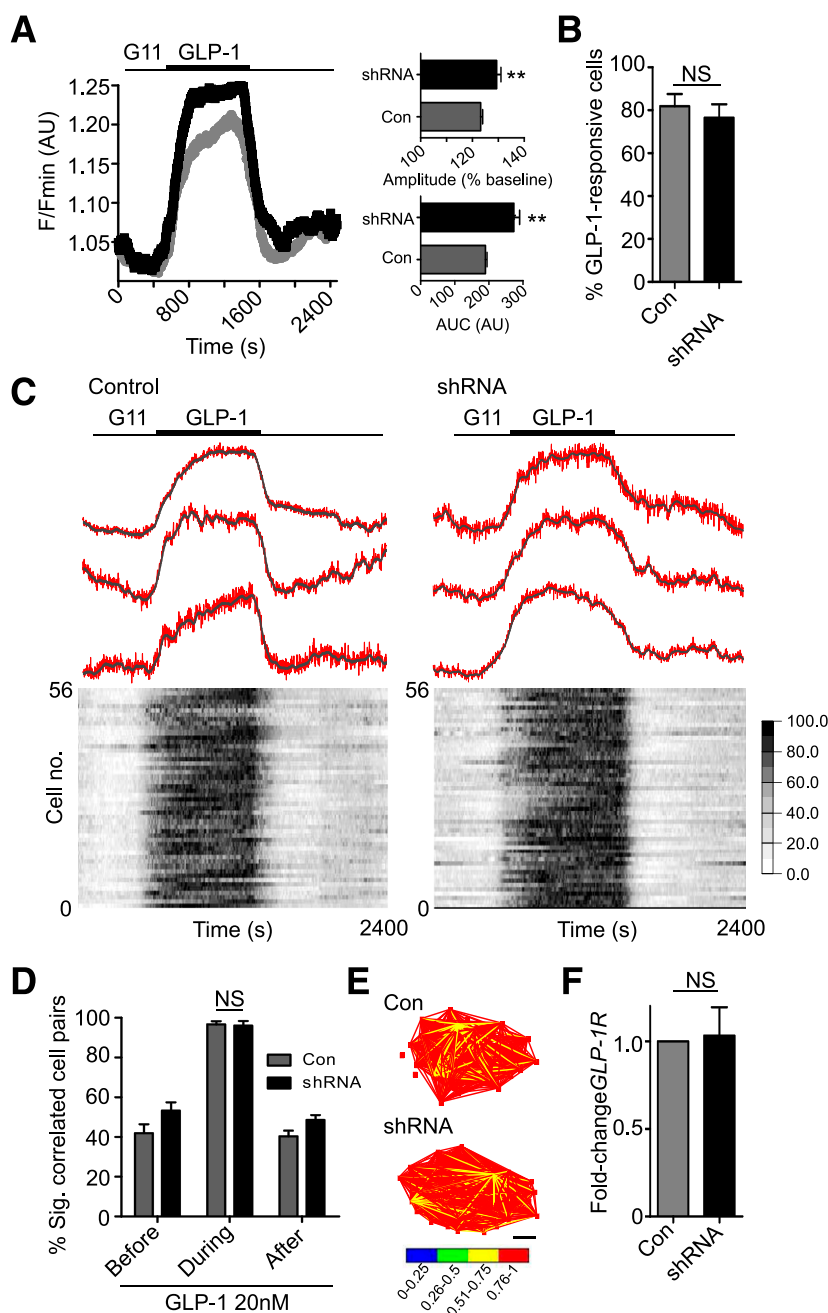 A
G11 GLP-1
1.25
1.20
1.15
1.10
1.05
F/Fmin (AU)
0 800 1600 2400
Time (s)
shRNA **
Con
100 120 140
Amplitude (% baseline)
shRNA **
Con
0 100 200 300
AUC (AU)
B
NS
100
80
60
40
20
0
% GLP-1-responsive cells
Con shRNA
C
Control shRNA
G11 GLP-1 G11 GLP-1
56 56
Cell no.
0 0
Time (s) 2400 Time (s) 2400
100.0
80.0
60.0
40.0
20.0
0.0
D
NS
100
80
60
40
20
0
% Sig. correlated cell pairs
Con
shRNA
Before During After
GLP-1 20nM
E
Con
shRNA
0-0.25 0.26-0.5 0.51-0.75 0.76-1
F
NS
1.0
0.5
0
Fold-changeGLP-1R
Con shRNA